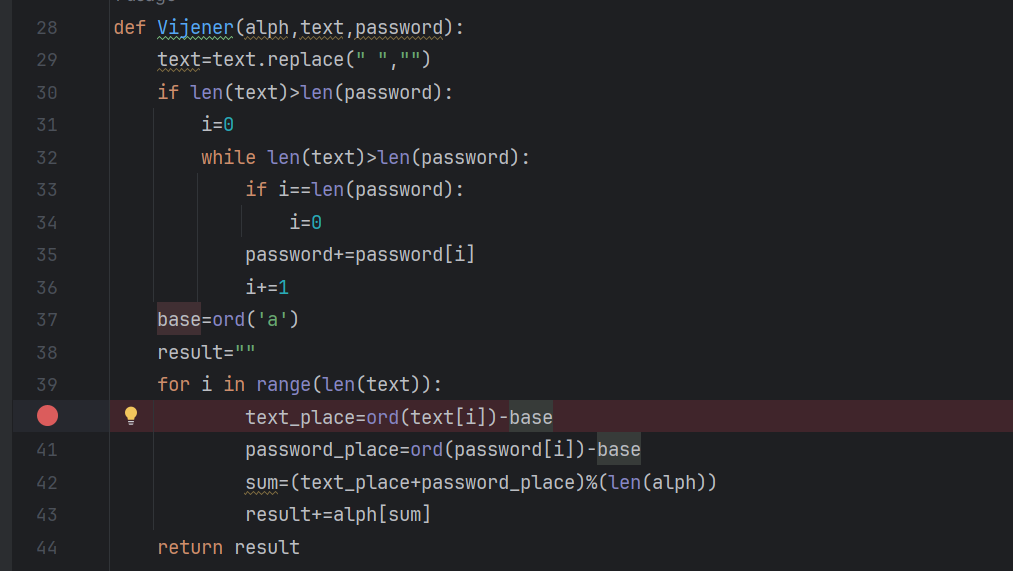 28 def Vijener(alph,text,password):
29 text=text.replace(" ","")
30 if len(text)>len(password):
31 i=0
32 while len(text)>len(password):
33 if i==len(password):
34 i=0
35 password+=password[i]
36 i+=1
37 base=ord('a')
38 result=""
39 for i in range(len(text)):
text_place=ord(text[i])-base
41 password_place=ord(password[i])-base
42 sum=(text_place+password_place)%(len(alph))
43 result+=alph[sum]
44 return result